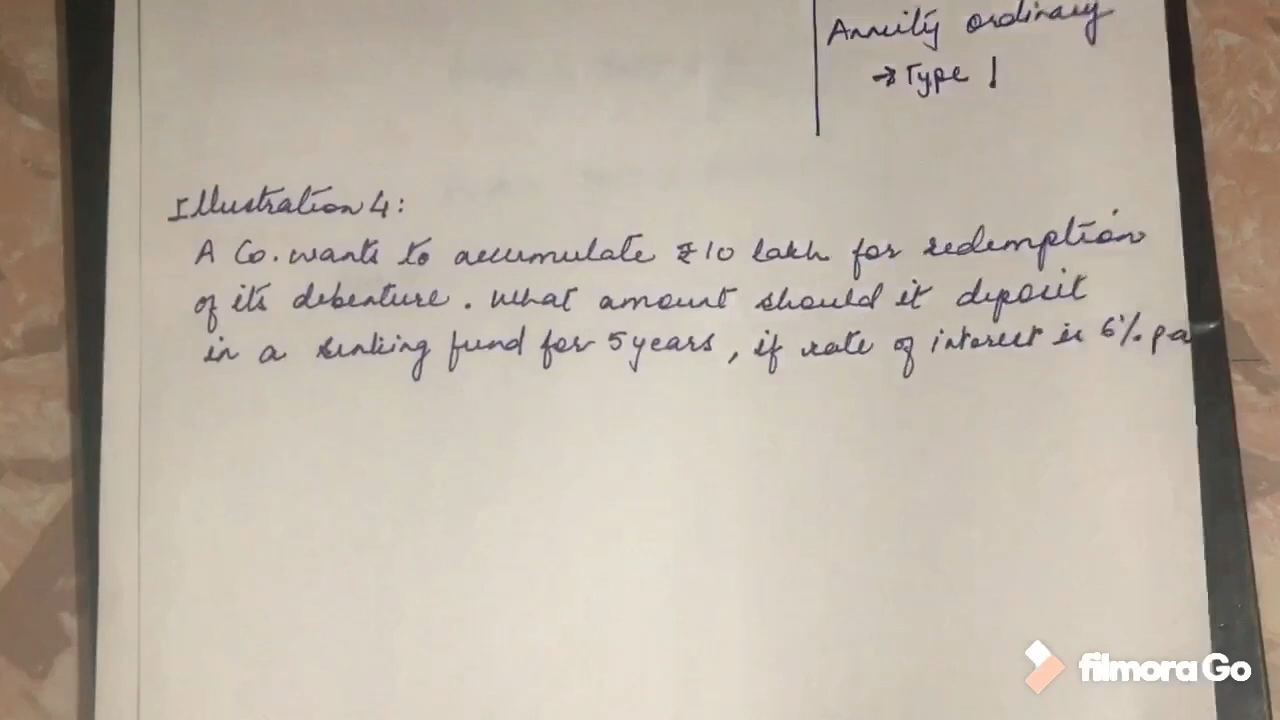 Annuity ordinary
→ Type 1
Illustration 4:
A Co. wants to accumulate ₹10 lakh for redemption
of its debenture. What amount should it deposit
in a sinking fund for 5 years, if rate of interest is 6% pa
filmora Go